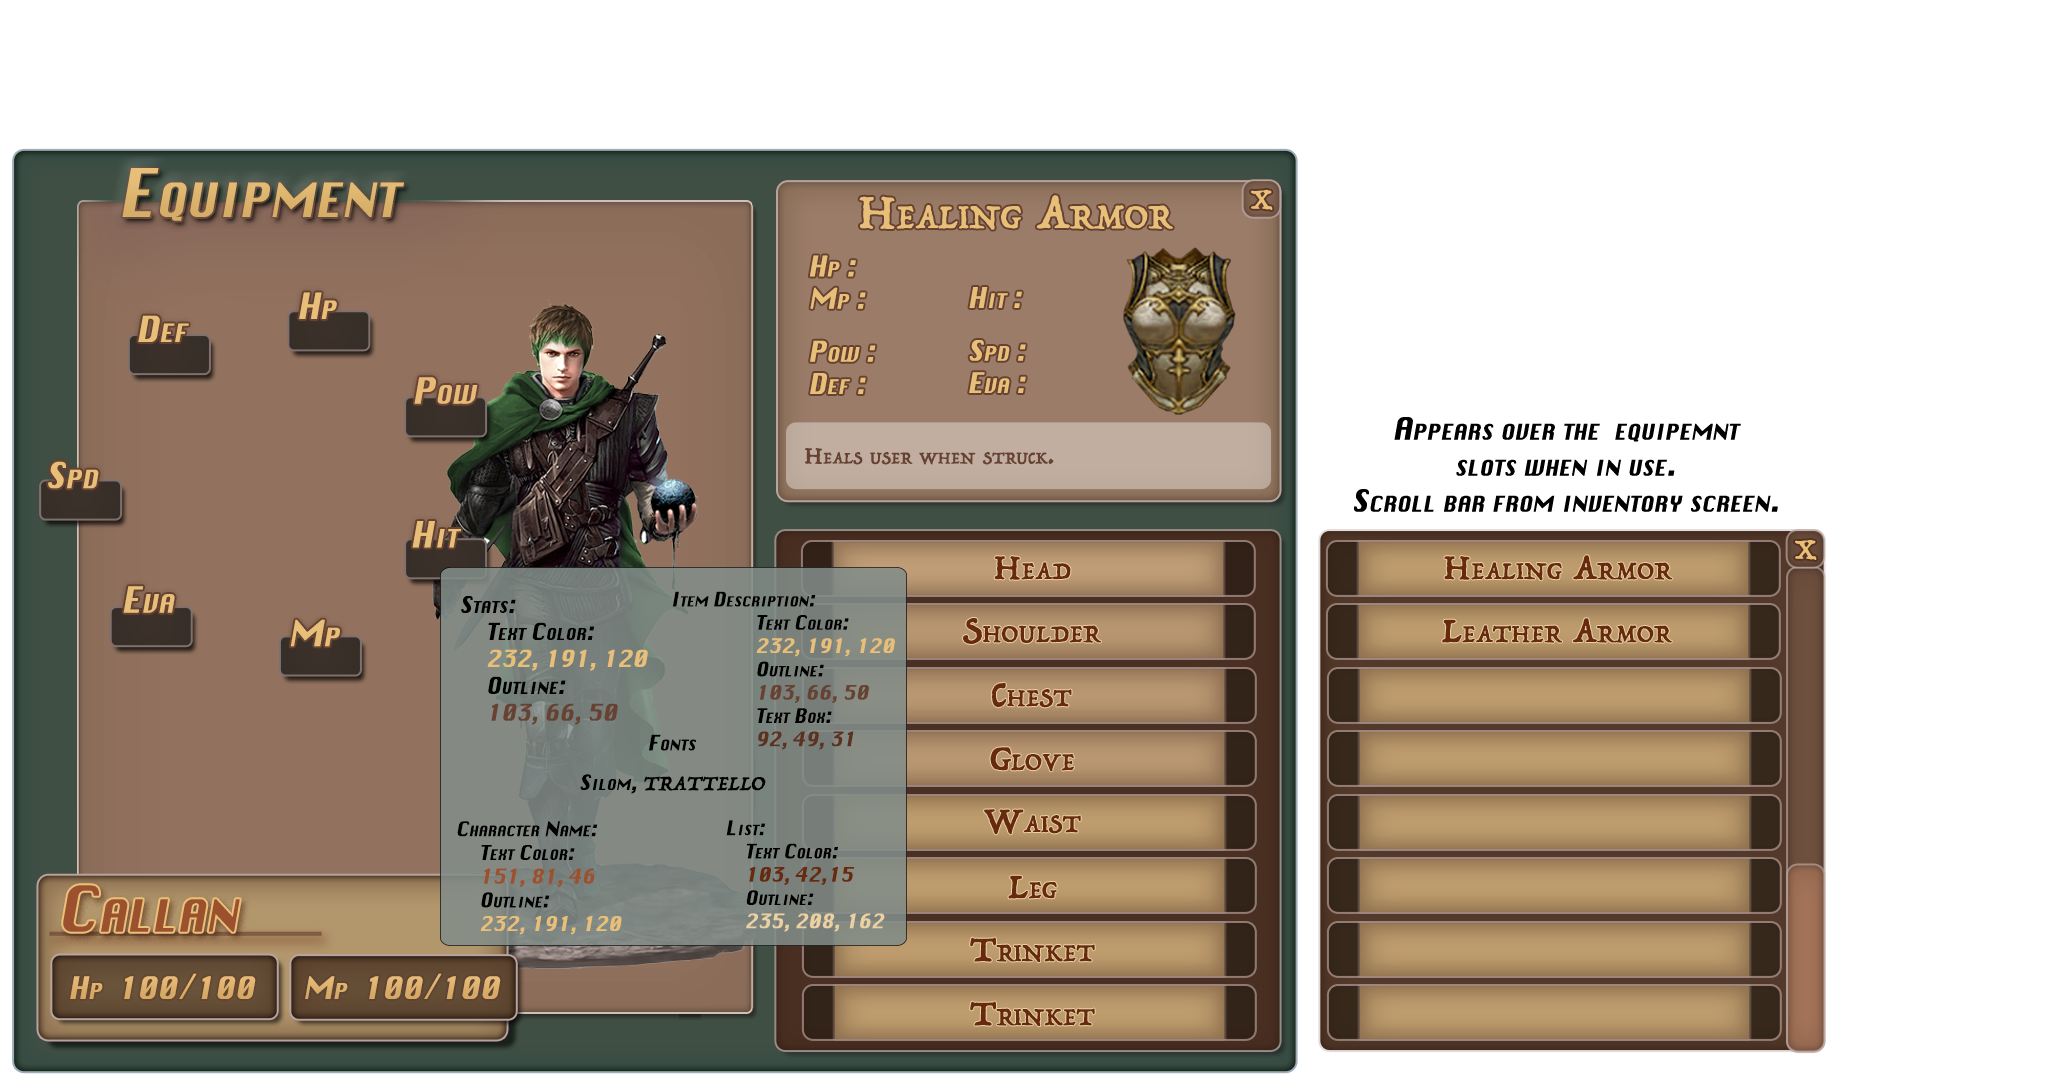 Equipment
Def
Hp
Pow
Spd
Hit
Eva
Mp
Callan
Hp 100/100
Mp 100/100
Healing Armor
X
Hp :
Mp :
Hit :
Pow :
Spd :
Def :
Eva :
Heals user when struck.
Stats:
Text Color:
232, 191, 120
Outline:
103, 66, 50
Item Description:
Text Color:
232, 191, 120
Outline:
103, 66, 50
Text Box:
92, 49, 31
Fonts
Silom, TRATTELLO
Character Name:
Text Color:
151, 81, 46
Outline:
232, 191, 120
List:
Text Color:
103, 42,15
Outline:
235, 208, 162
Head
Shoulder
Chest
Glove
Waist
Leg
Trinket
Trinket
Appears over the equipemnt
slots when in use.
Scroll bar from inventory screen.
X
Healing Armor
Leather Armor